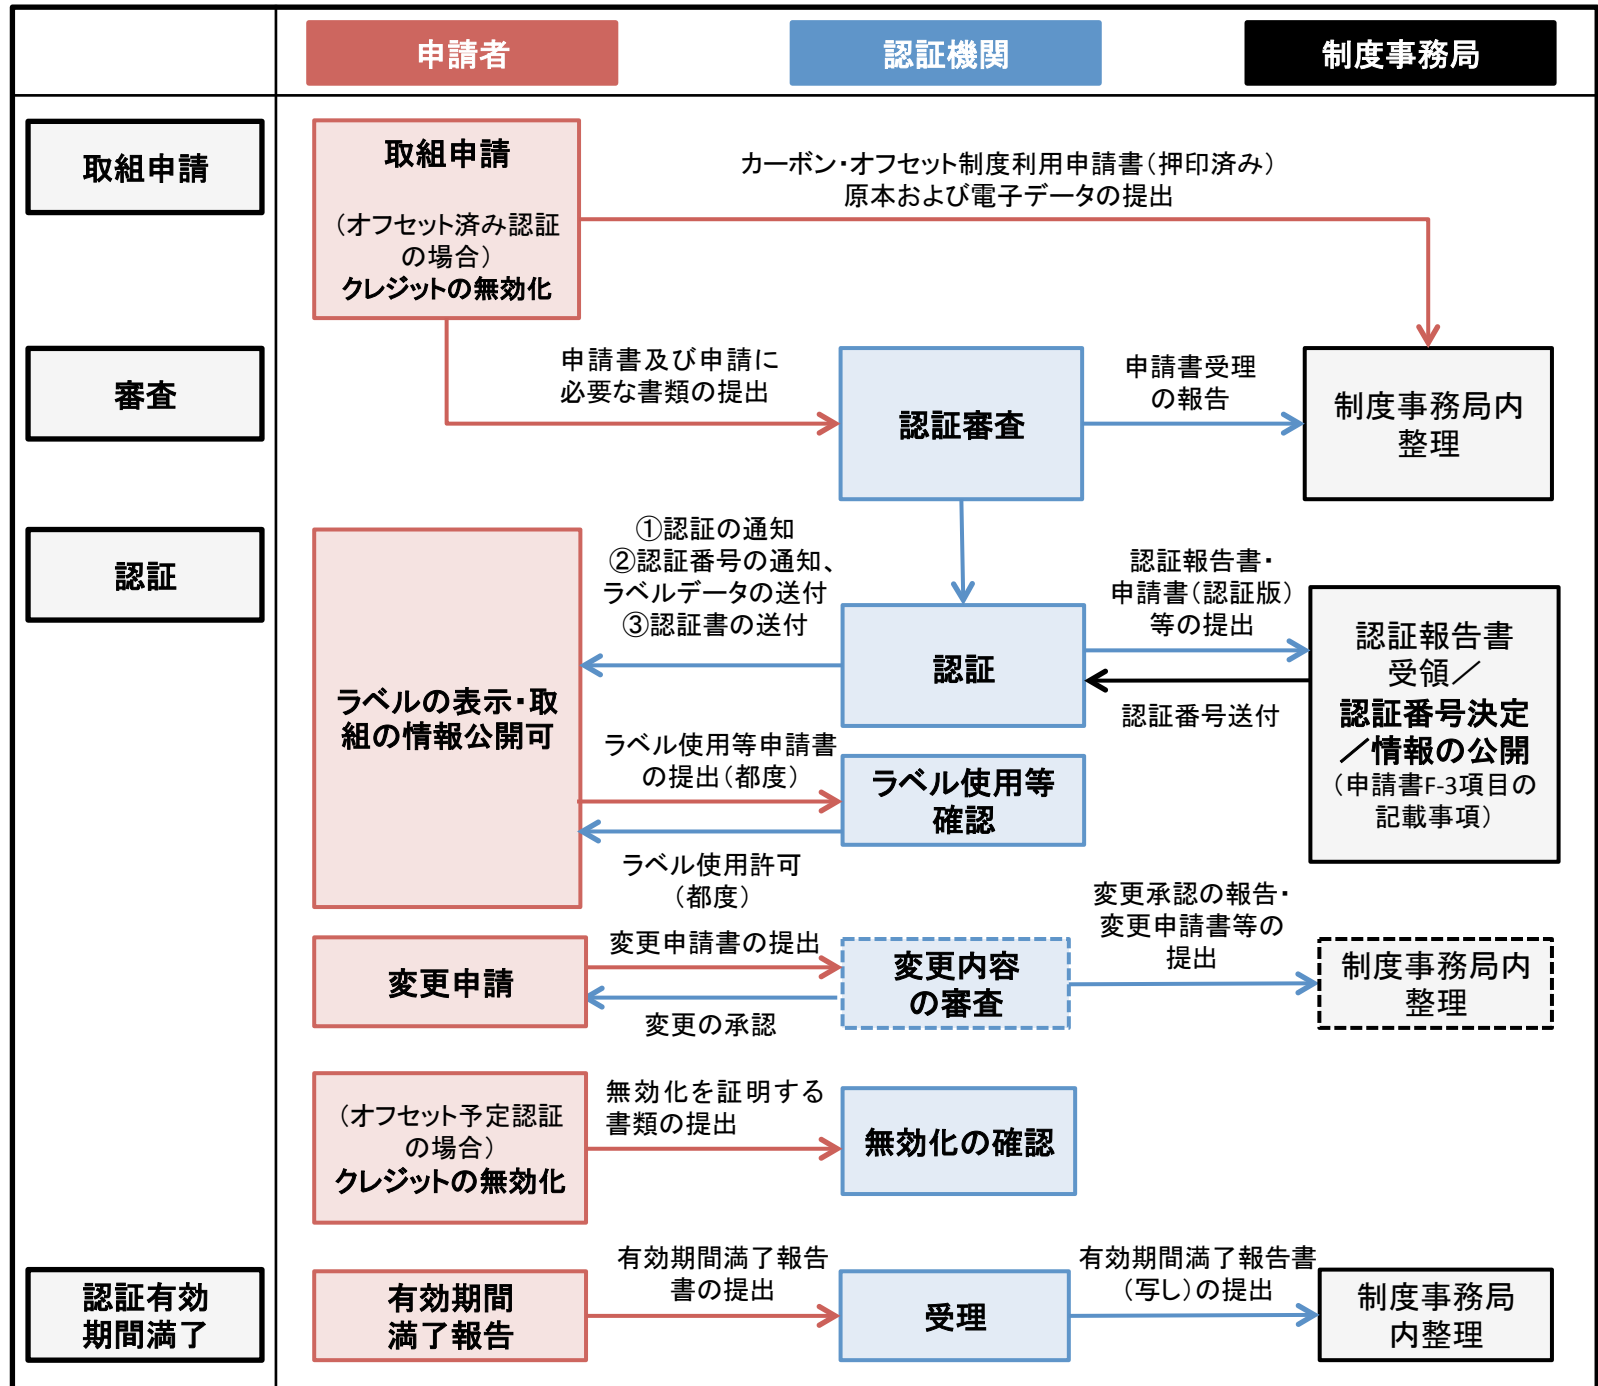 申請者
認証機関
制度事務局
取組申請
取組申請
（オフセット済み認証
の場合）
クレジットの無効化
カーボン・オフセット制度利用申請書（押印済み）
原本および電子データの提出
審査
申請書及び申請に
必要な書類の提出
認証審査
申請書受理
の報告
制度事務局内
整理
認証
①認証の通知
②認証番号の通知、
ラベルデータの送付
③認証書の送付
認証
認証報告書・
申請書（認証版）
等の提出
認証番号送付
認証報告書
受領／
認証番号決定
／情報の公開
（申請書F-3項目の
記載事項）
ラベルの表示・取
組の情報公開可
ラベル使用等申請書
の提出（都度）
ラベル使用等
確認
ラベル使用許可
（都度）
変更申請
変更申請書の提出
変更の承認
変更内容
の審査
変更承認の報告・
変更申請書等の
提出
制度事務局内
整理
（オフセット予定認証
の場合）
クレジットの無効化
無効化を証明する
書類の提出
無効化の確認
認証有効
期間満了
有効期間
満了報告
有効期間満了報告
書の提出
受理
有効期間満了報告書
（写し）の提出
制度事務局
内整理